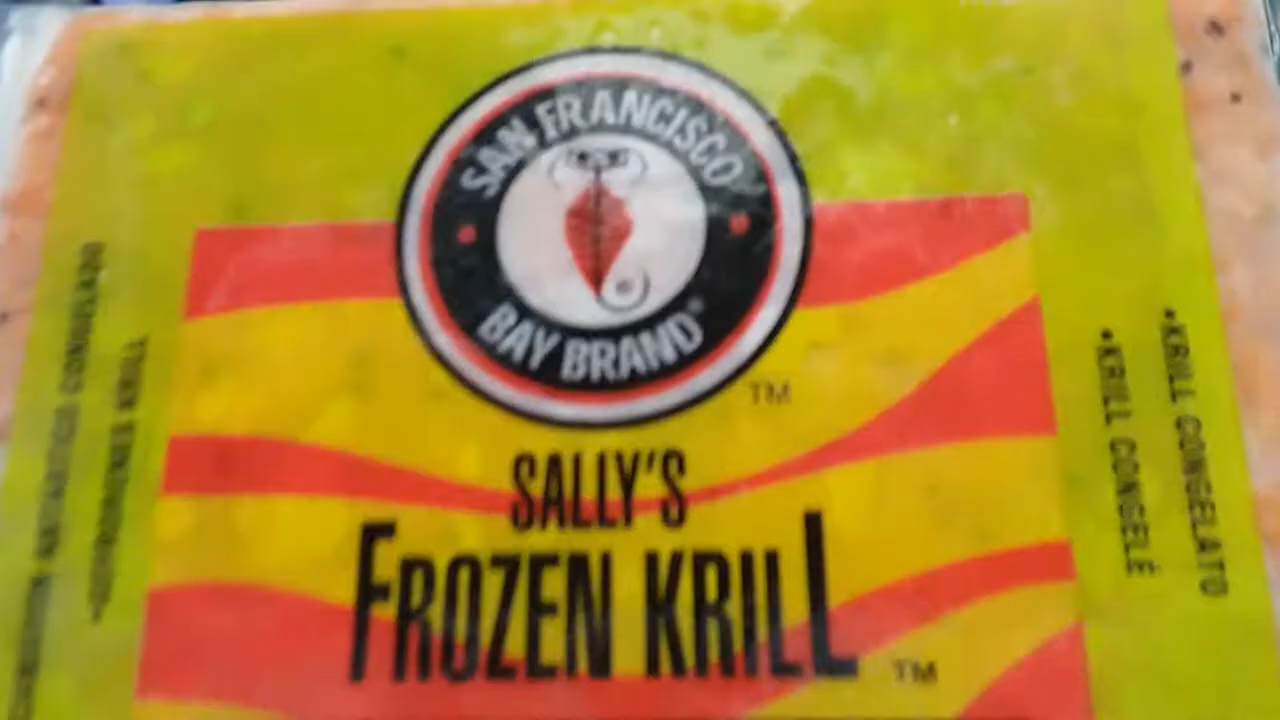 SAN FRANCISCO
BAY BRAND®
TM
SALLY'S
FROZEN KRILL
TM
•KRILL CONGELÉ
•KRILL CONGELATO